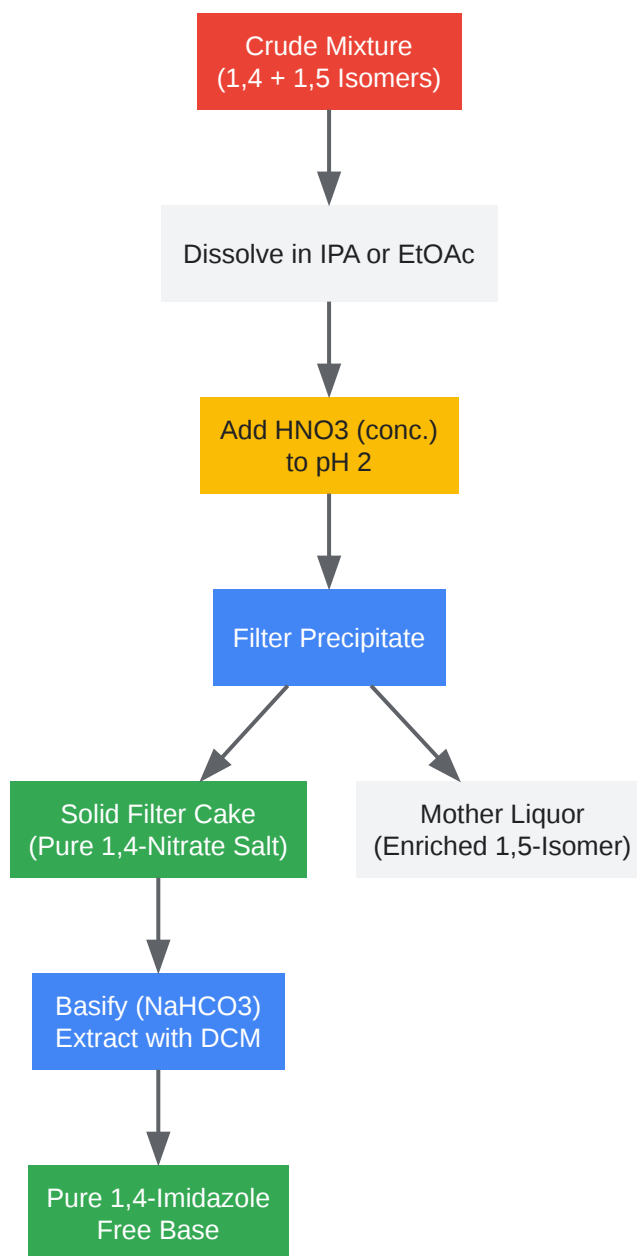 Crude Mixture
(1,4 + 1,5 Isomers)
Dissolve in IPA or EtOAc
Add HNO3 (conc.)
to pH 2
Filter Precipitate
Solid Filter Cake
(Pure 1,4-Nitrate Salt)
Mother Liquor
(Enriched 1,5-Isomer)
Basify (NaHCO3)
Extract with DCM
Pure 1,4-Imidazole
Free Base